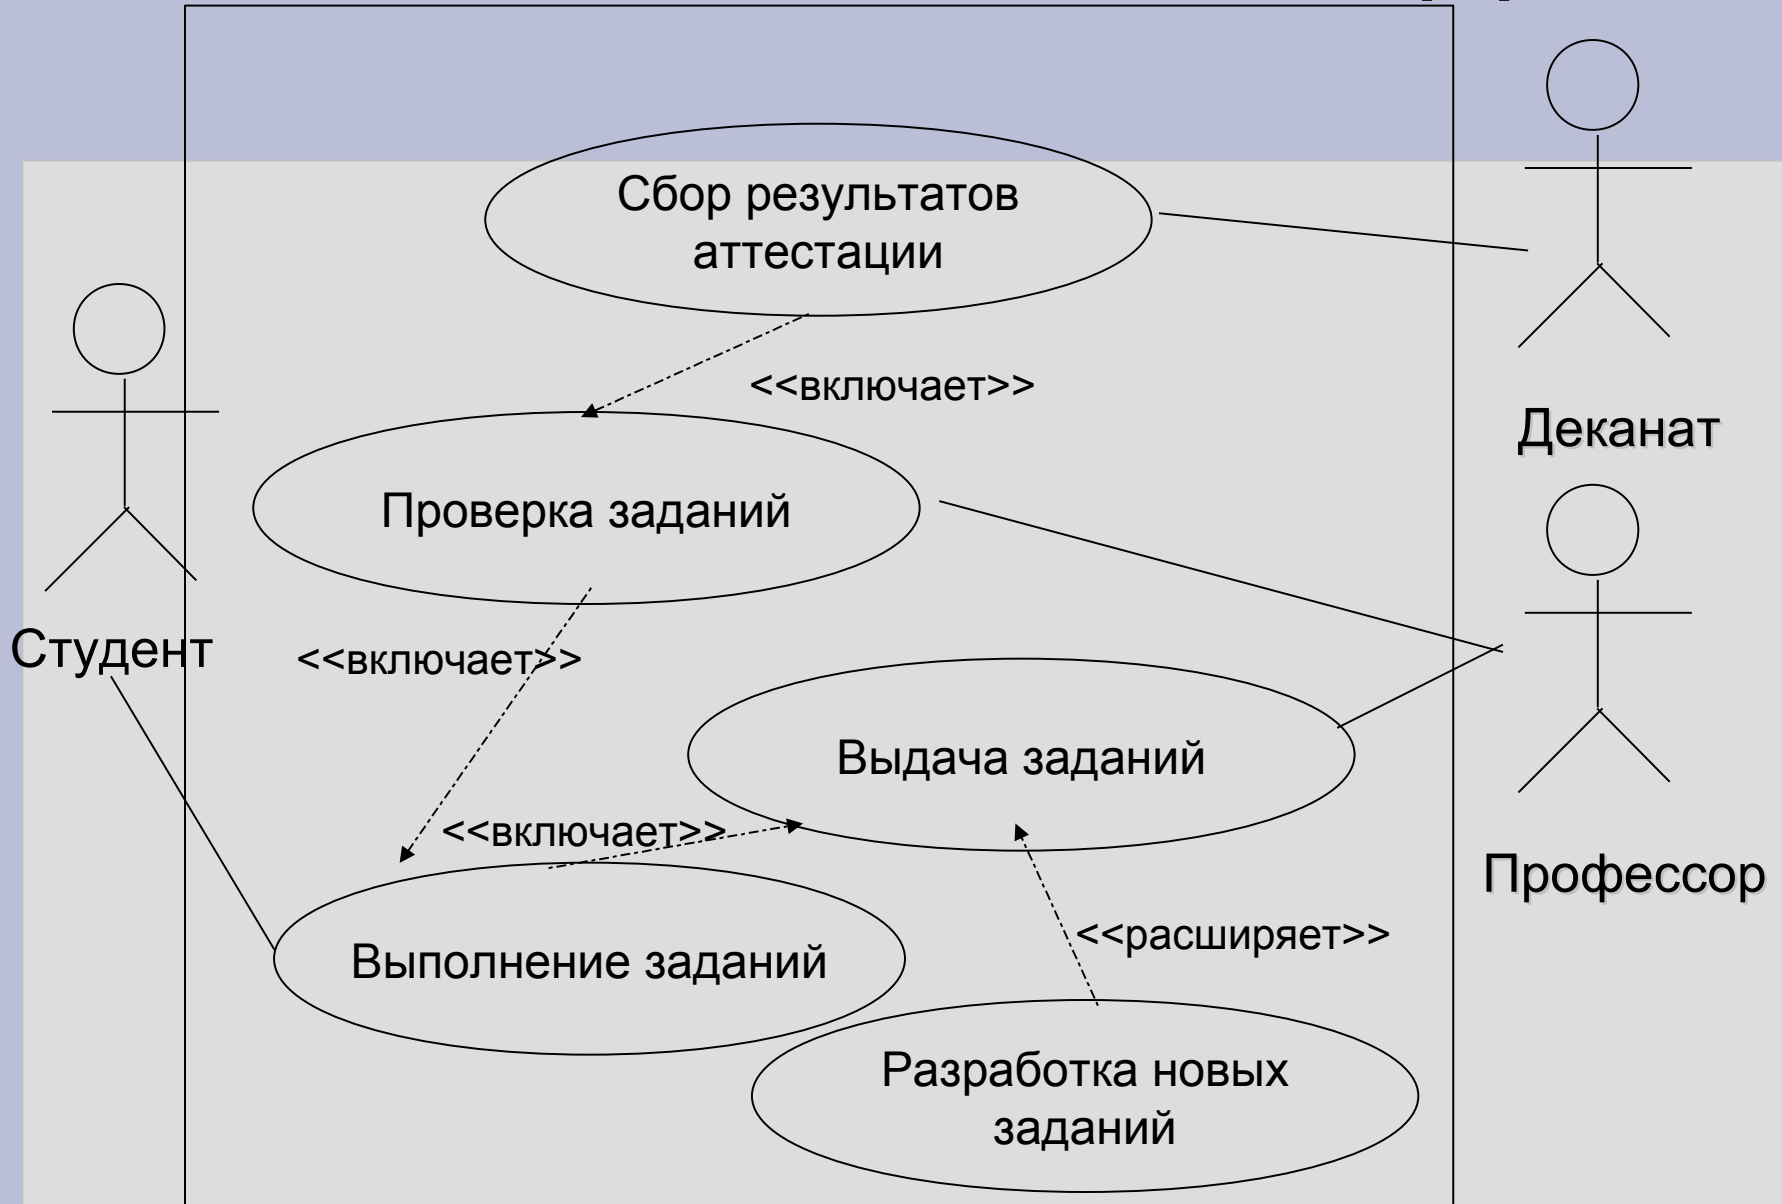 Сбор результатов
аттестации
<<включает>>
Деканат
Проверка заданий
Студент
<<включает>>
Выдача заданий
<<включает>>
Профессор
<<расширяет>>
Выполнение заданий
Разработка новых
заданий